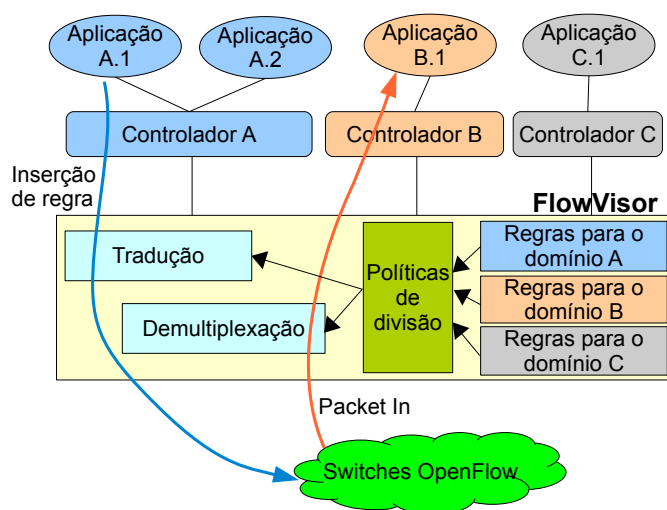 Aplicação
A.1
Aplicação
A.2
Aplicação
B.1
Aplicação
C.1
Controlador A
Controlador B
Controlador C
Inserção
de regra
FlowVisor
Tradução
Demultiplexação
Políticas
de
divisão
Regras para o
domínio A
Regras para o
domínio B
Regras para o
domínio C
Packet In
Switches OpenFlow